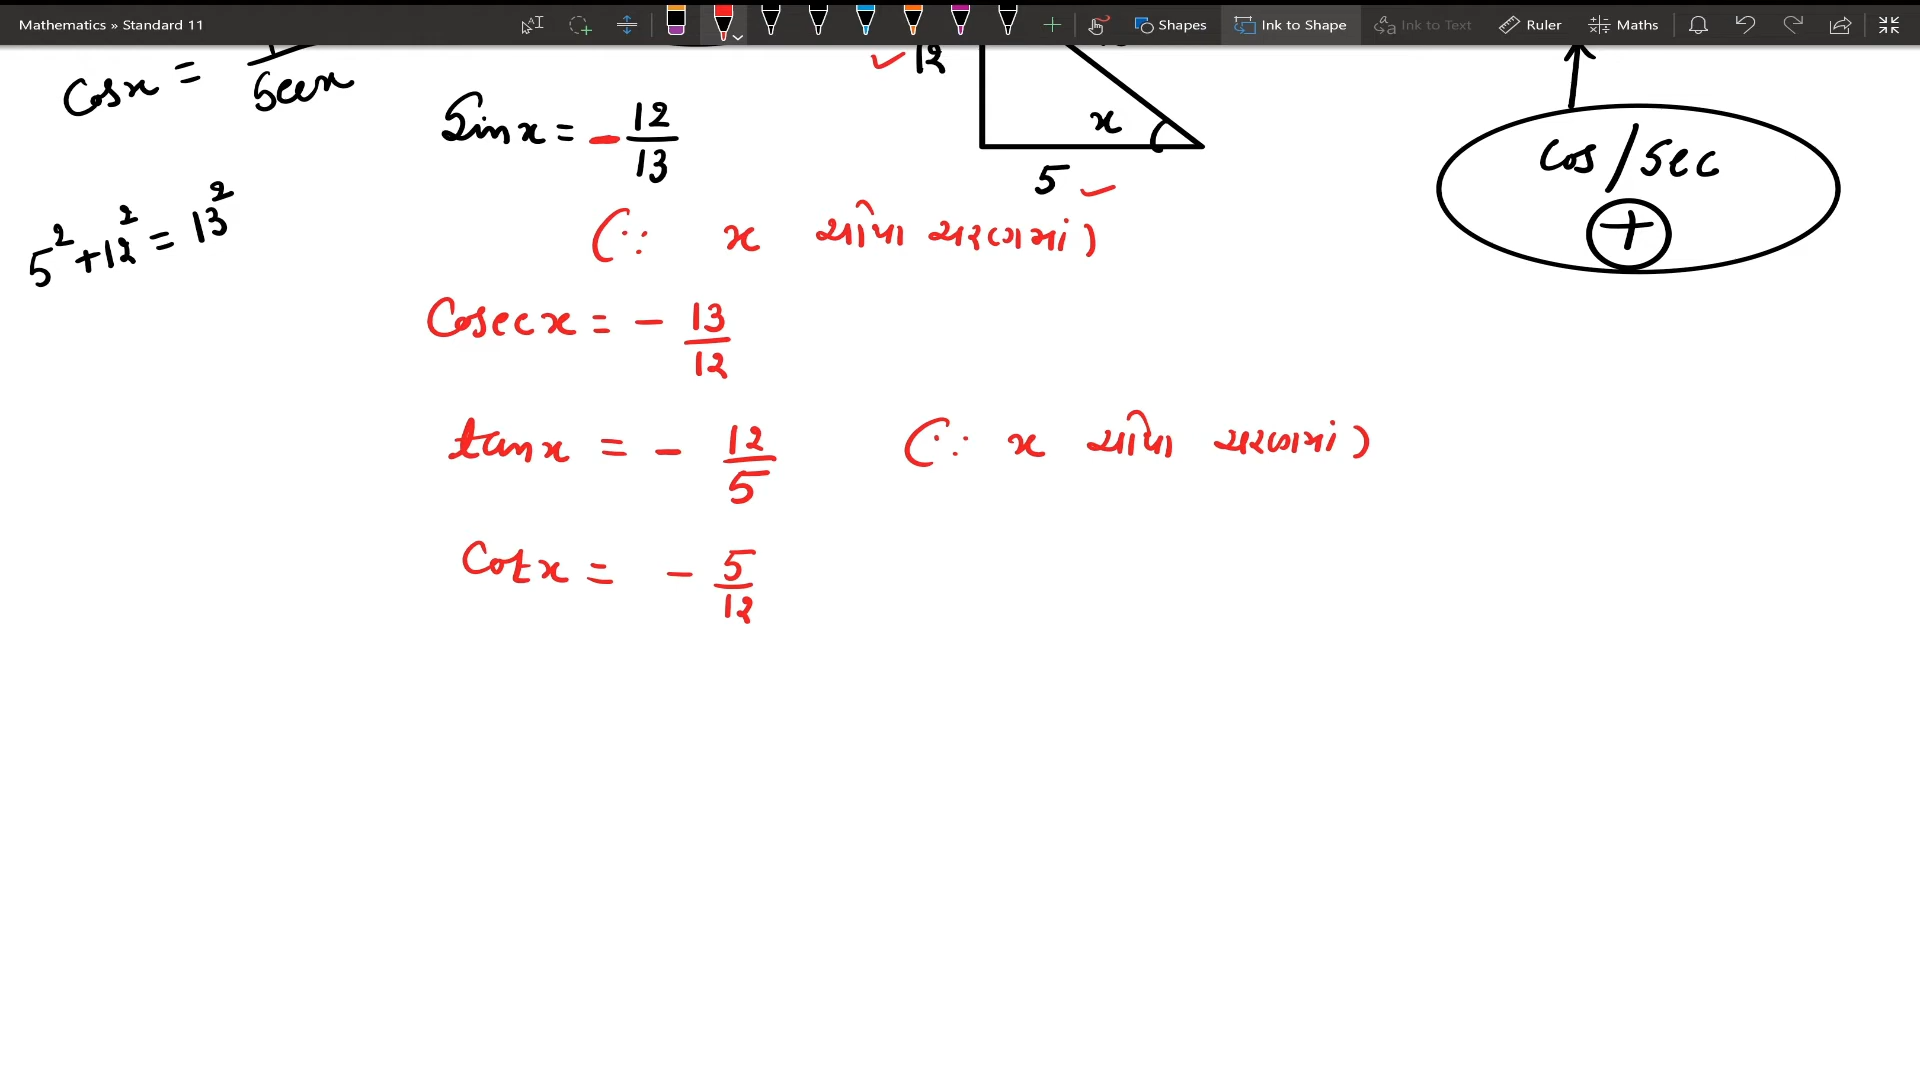 Mathematics » Standard 11
Shapes Ink to Shape Ink to Text Ruler Maths
Cosx = 1/Secx
12
x
5
Sinx = - 12/13
(∵ x ચોથા ચરણમાં)
5² + 12² = 13²
Cos/Sec
+
Cosecx = - 13/12
tanx = - 12/5 (∵ x ચોથા ચરણમાં)
Cotx = - 5/12